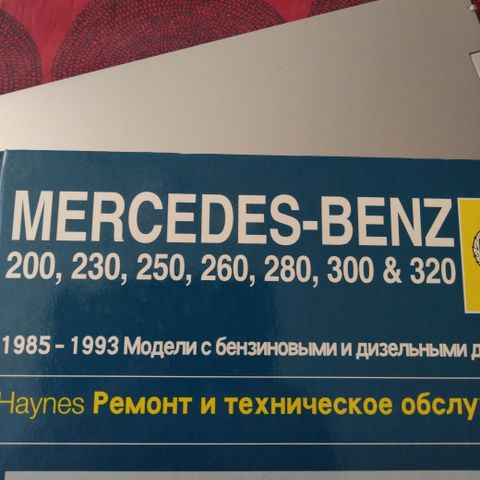 MERCEDES-BENZ
200, 230, 250, 260, 280, 300 & 320
1985 - 1993 Модели с бензиновыми и дизельными
Haynes Ремонт и техническое